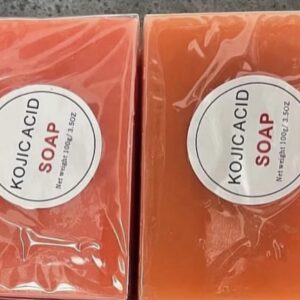 KOJIC ACID
SOAP
Net weight 100g/ 3.5OZ
KOJIC ACID
SOAP
Net weight 100g/ 3.5OZ